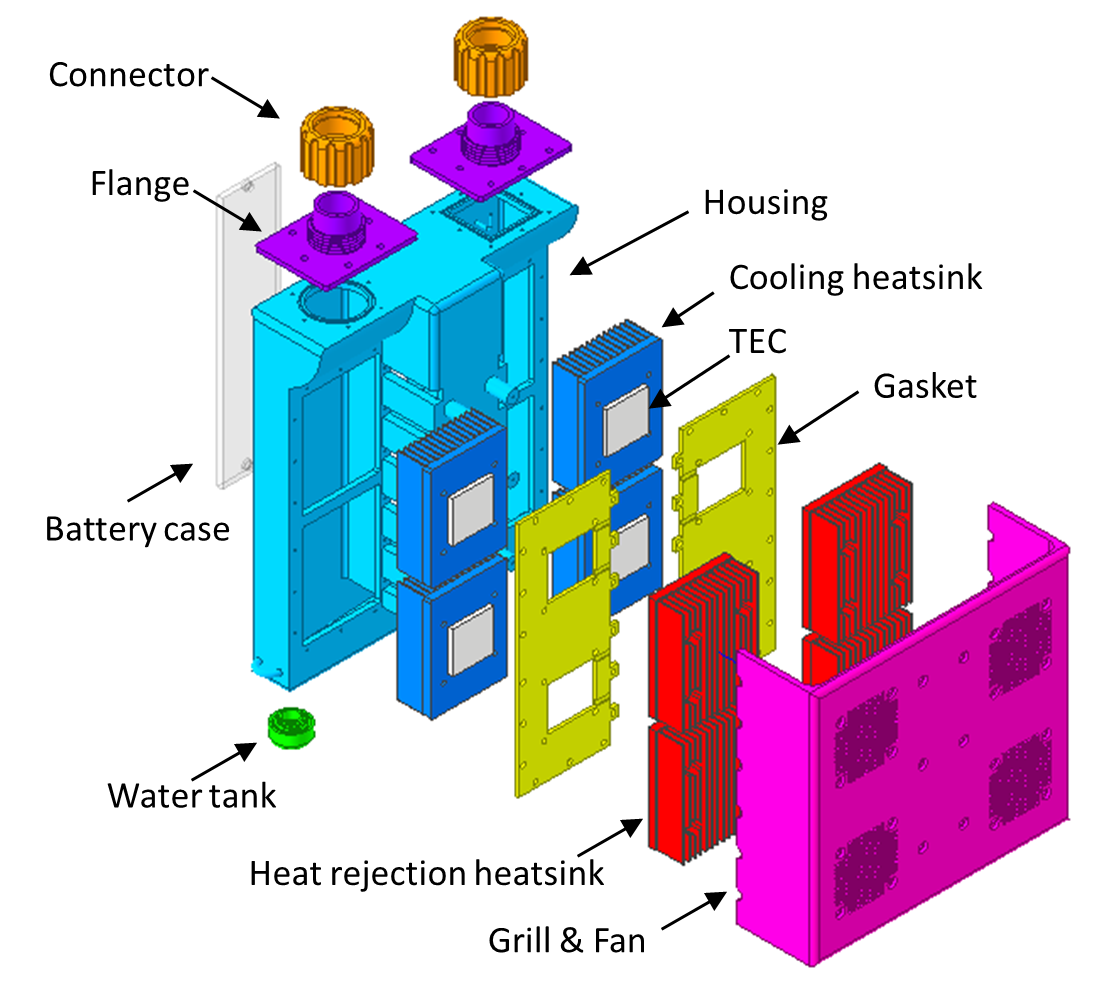 Connector
Flange
Housing
Cooling heatsink
TEC
Gasket
Battery case
Water tank
Heat rejection heatsink
Grill & Fan